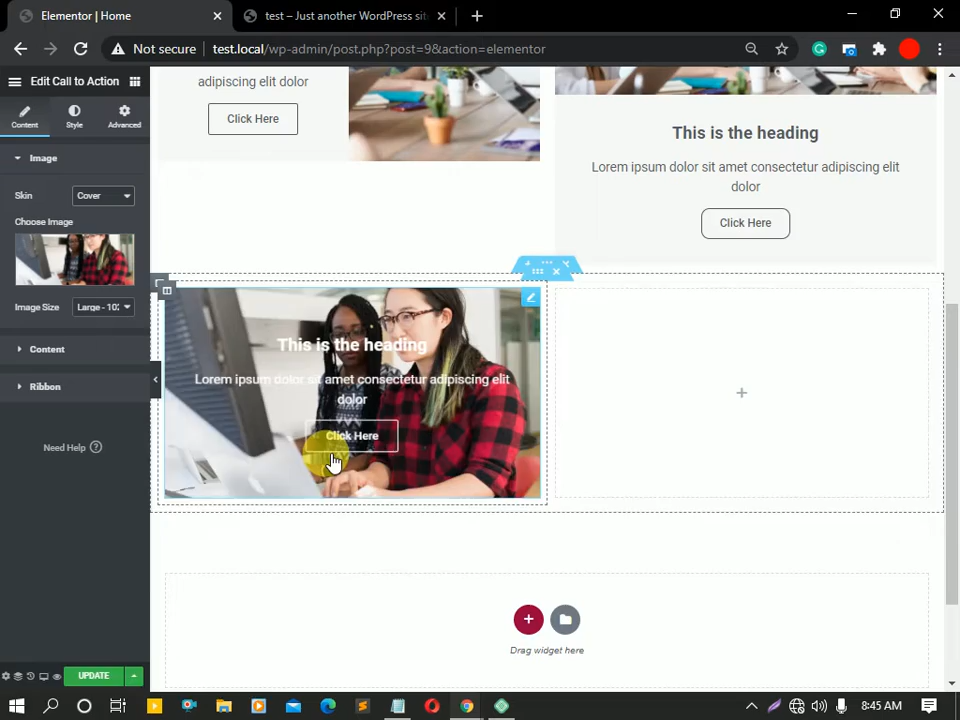 Elementor | Home
test – Just another WordPress sit
Not secure
test.local/wp-admin/post.php?post=9&action=elementor
Edit Call to Action
Content
Style
Advanced
Image
Skin
Cover
Choose Image
Image Size
Large - 10
Content
Ribbon
Need Help
UPDATE
adipiscing elit dolor
Click Here
This is the heading
Lorem ipsum dolor sit amet consectetur adipiscing elit
dolor
Click Here
This is the heading
Lorem ipsum dolor sit amet consectetur adipiscing elit
dolor
Click Here
Drag widget here
8:45 AM